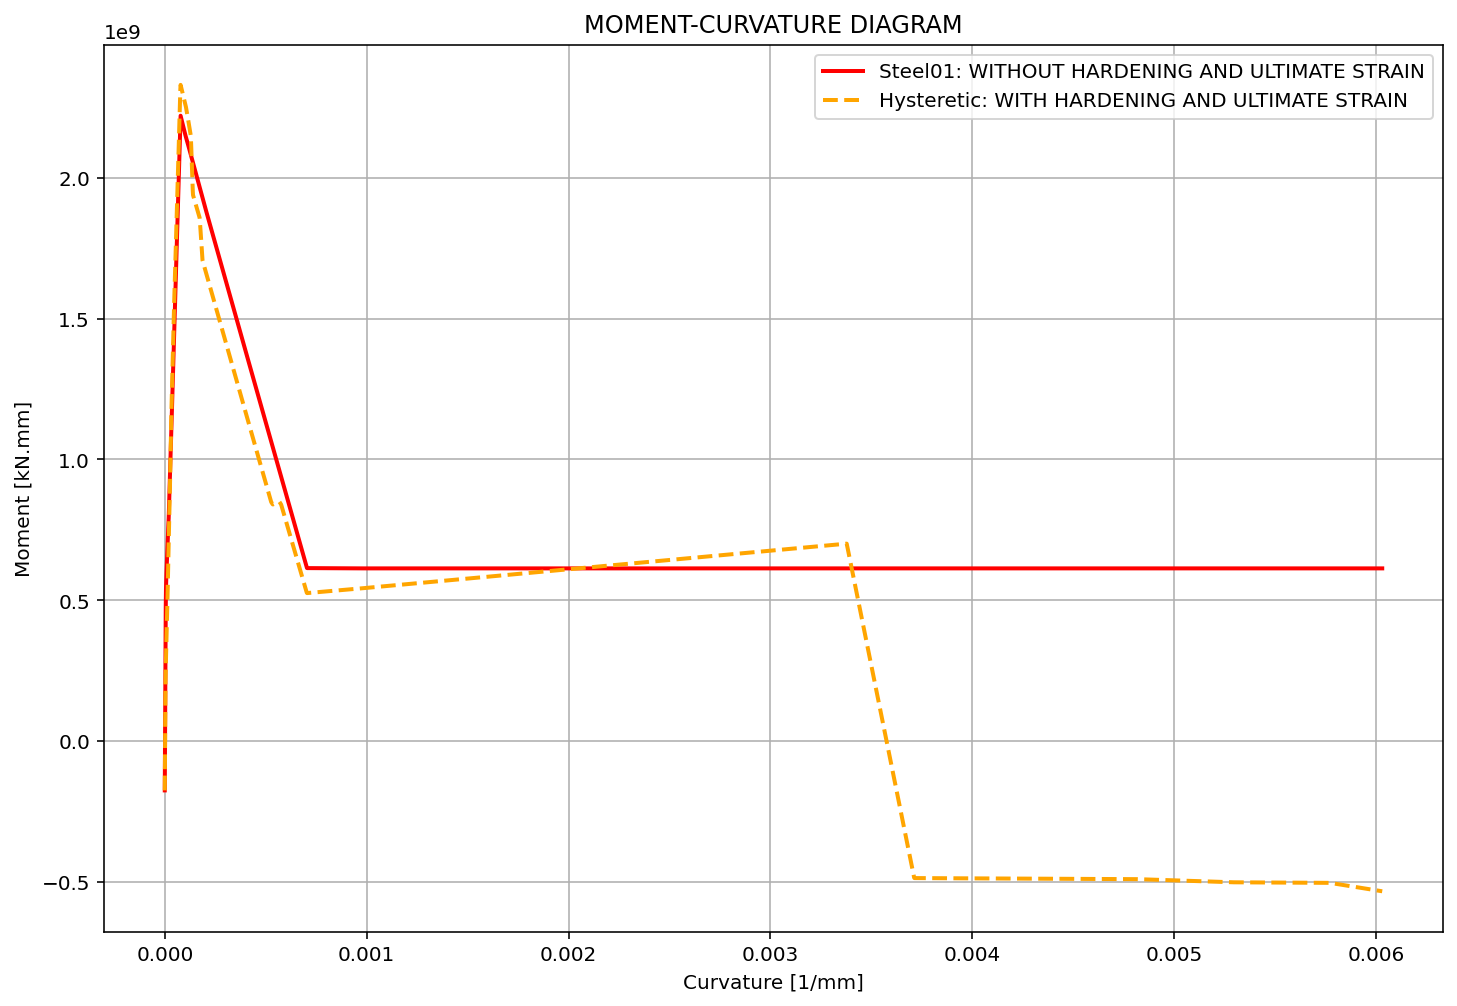 MOMENT-CURVATURE DIAGRAM
1e9
Steel01: WITHOUT HARDENING AND ULTIMATE STRAIN
Hysteretic: WITH HARDENING AND ULTIMATE STRAIN
2.0
1.5
1.0
0.5
0.0
−0.5
Moment [kN.mm]
0.000 0.001 0.002 0.003 0.004 0.005 0.006
Curvature [1/mm]